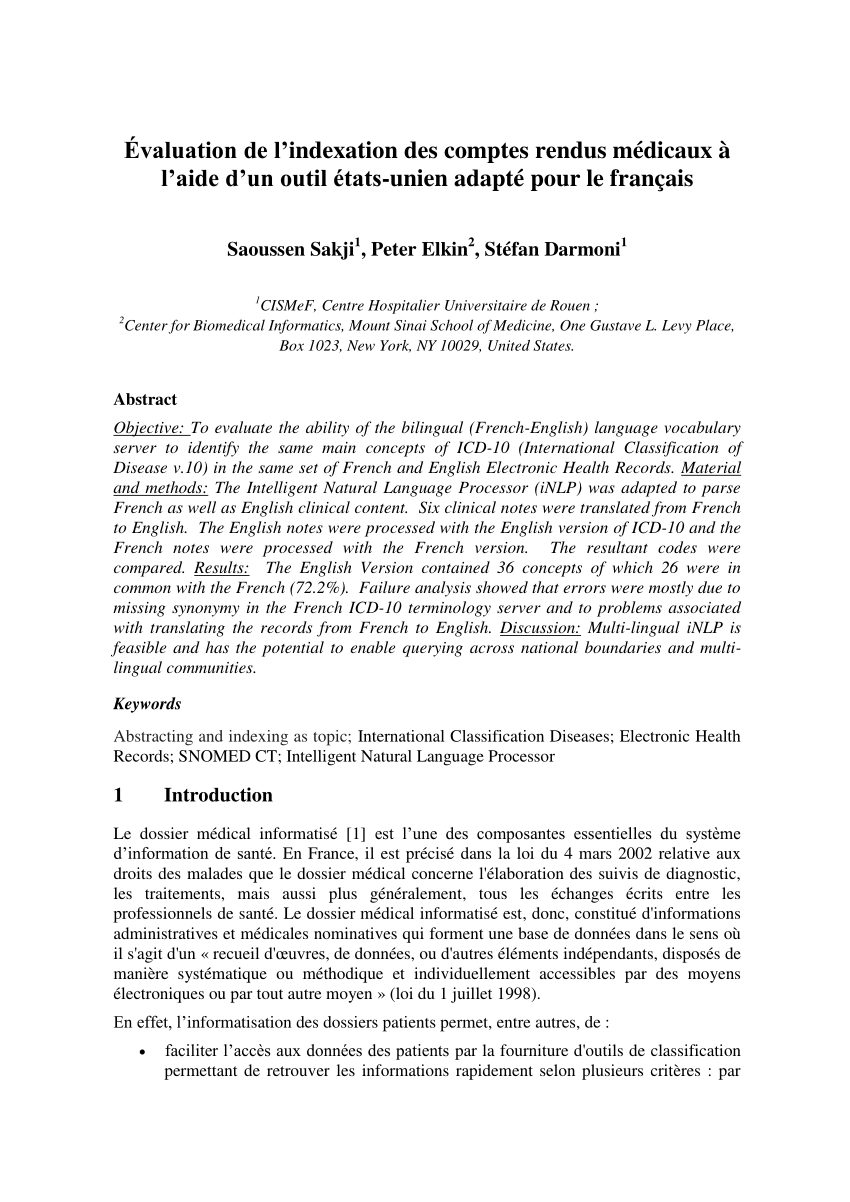 Évaluation de l’indexation des comptes rendus médicaux à
l’aide d’un outil états-unien adapté pour le français
Saoussen Sakji1, Peter Elkin2, Stéfan Darmoni1
1CISMeF, Centre Hospitalier Universitaire de Rouen ;
2Center for Biomedical Informatics, Mount Sinai School of Medicine, One Gustave L. Levy Place,
Box 1023, New York, NY 10029, United States.
Abstract
Objective: To evaluate the ability of the bilingual (French-English) language vocabulary
server to identify the same main concepts of ICD-10 (International Classification of
Disease v.10) in the same set of French and English Electronic Health Records. Material
and methods: The Intelligent Natural Language Processor (iNLP) was adapted to parse
French as well as English clinical content. Six clinical notes were translated from French
to English. The English notes were processed with the English version of ICD-10 and the
French notes were processed with the French version. The resultant codes were
compared. Results: The English Version contained 36 concepts of which 26 were in
common with the French (72.2%). Failure analysis showed that errors were mostly due to
missing synonymy in the French ICD-10 terminology server and to problems associated
with translating the records from French to English. Discussion: Multi-lingual iNLP is
feasible and has the potential to enable querying across national boundaries and multi-
lingual communities.
Keywords
Abstracting and indexing as topic; International Classification Diseases; Electronic Health
Records; SNOMED CT; Intelligent Natural Language Processor
1 Introduction
Le dossier médical informatisé [1] est l’une des composantes essentielles du système
d’information de santé. En France, il est précisé dans la loi du 4 mars 2002 relative aux
droits des malades que le dossier médical concerne l'élaboration des suivis de diagnostic,
les traitements, mais aussi plus généralement, tous les échanges écrits entre les
professionnels de santé. Le dossier médical informatisé est, donc, constitué d'informations
administratives et médicales nominatives qui forment une base de données dans le sens où
il s'agit d'un « recueil d'œuvres, de données, ou d'autres éléments indépendants, disposés de
manière systématique ou méthodique et individuellement accessibles par des moyens
électroniques ou par tout autre moyen » (loi du 1 juillet 1998).
En effet, l’informatisation des dossiers patients permet, entre autres, de :
• faciliter l’accès aux données des patients par la fourniture d'outils de classification
permettant de retrouver les informations rapidement selon plusieurs critères : par